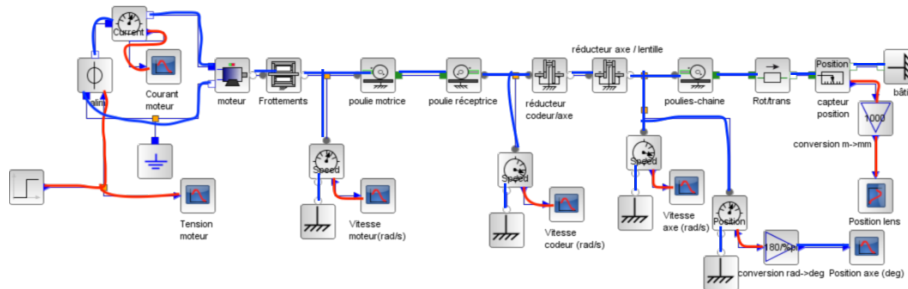 Current
Courant
moteur
alim
moteur
Frottements
poulie motrice
poulie réceptrice
réducteur
codeur/axe
réducteur axe / lentille
poulies-chaine
Rot/trans
Position
capteur
position
bâti
1000
conversion m->mm
Position lens
Tension
moteur
Speed
Vitesse
moteur(rad/s)
Speed
Vitesse
codeur (rad/s)
Speed
Vitesse
axe (rad/s)
Position
180/%pi
conversion rad->deg
Position axe (deg)